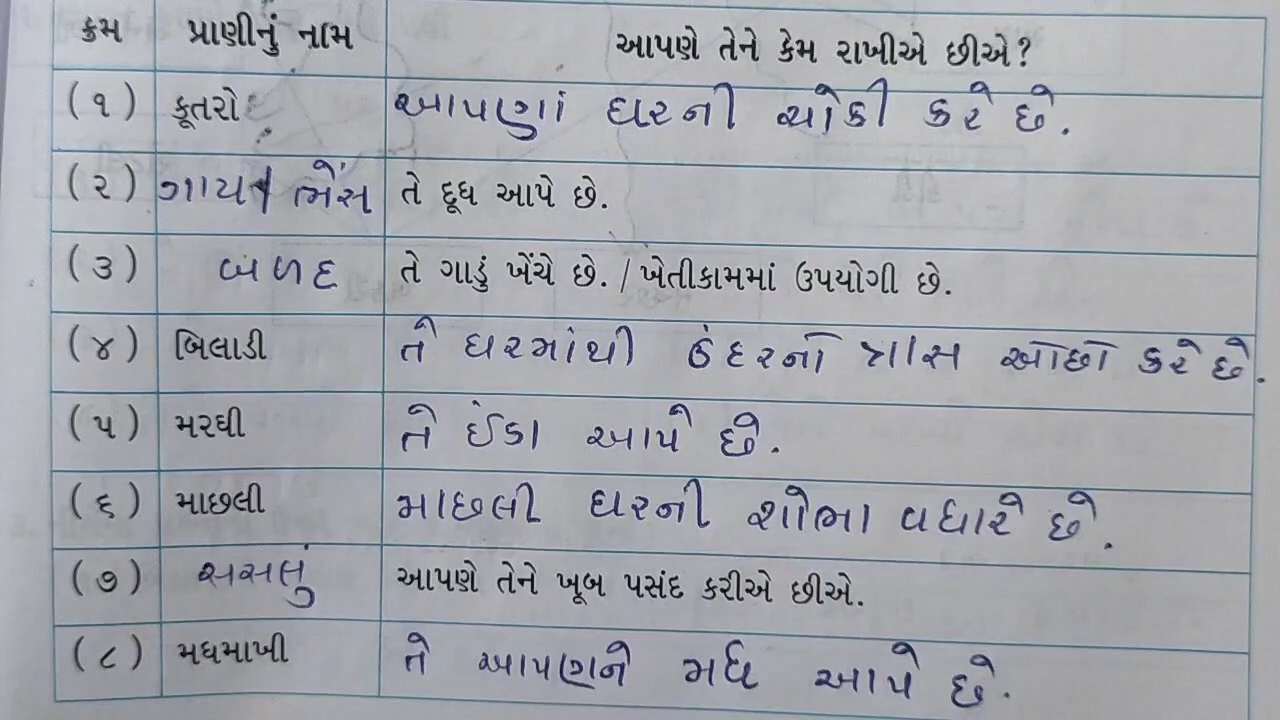 ક્રમ પ્રાણીનું નામ આપણે તેને કેમ રાખીએ છીએ?
(૧) કૂતરો આપણાં ઘરની ચોકી કરે છે.
(૨) ગાય/ ભેંસ તે દૂધ આપે છે.
(૩) બળદ તે ગાડું ખેંચે છે. / ખેતીકામમાં ઉપયોગી છે.
(૪) બિલાડી તે ઘરમાંથી ઉંદરનો ત્રાસ ઓછો કરે છે.
(૫) મરઘી તે ઈંડા આપે છે.
(૬) માછલી માછલી ઘરની શોભા વધારે છે.
(૭) સસલું આપણે તેને ખૂબ પસંદ કરીએ છીએ.
(૮) મધમાખી તે આપણને મધ આપે છે.